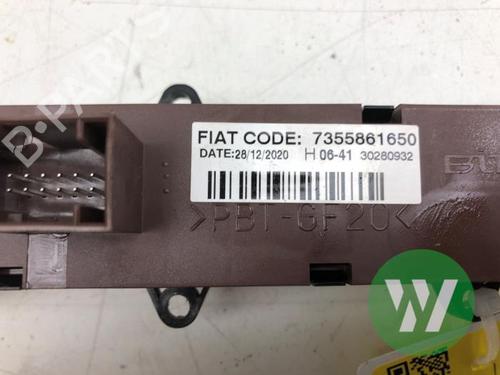 B-PARTS
FIAT CODE: 7355861650
DATE:28/12/2020 H 06-41 30280932
>PBT-GF20<
W